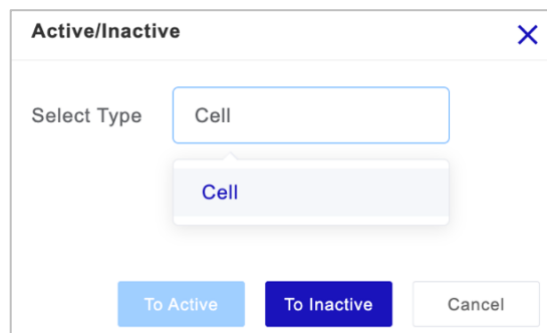 Active/Inactive
Select Type Cell
Cell
To Active To Inactive Cancel